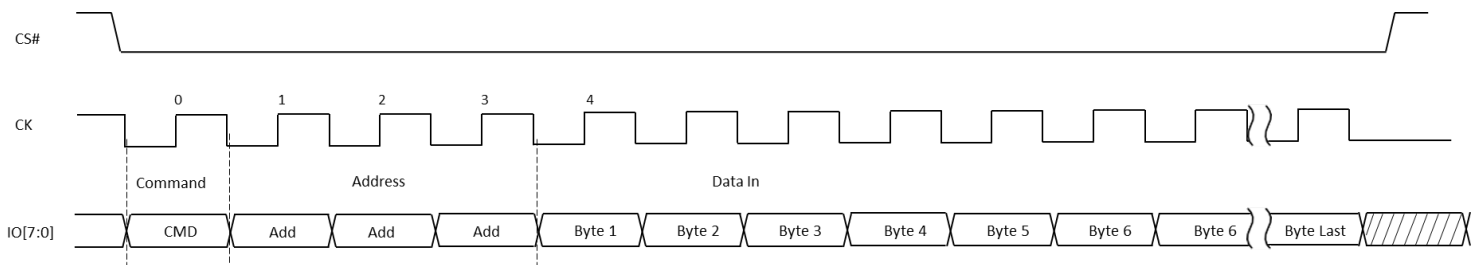 CS#
0 1 2 3 4
CK
Command Address Data In
IO[7:0] CMD Add Add Add Byte 1 Byte 2 Byte 3 Byte 4 Byte 5 Byte 6 Byte 6 Byte Last